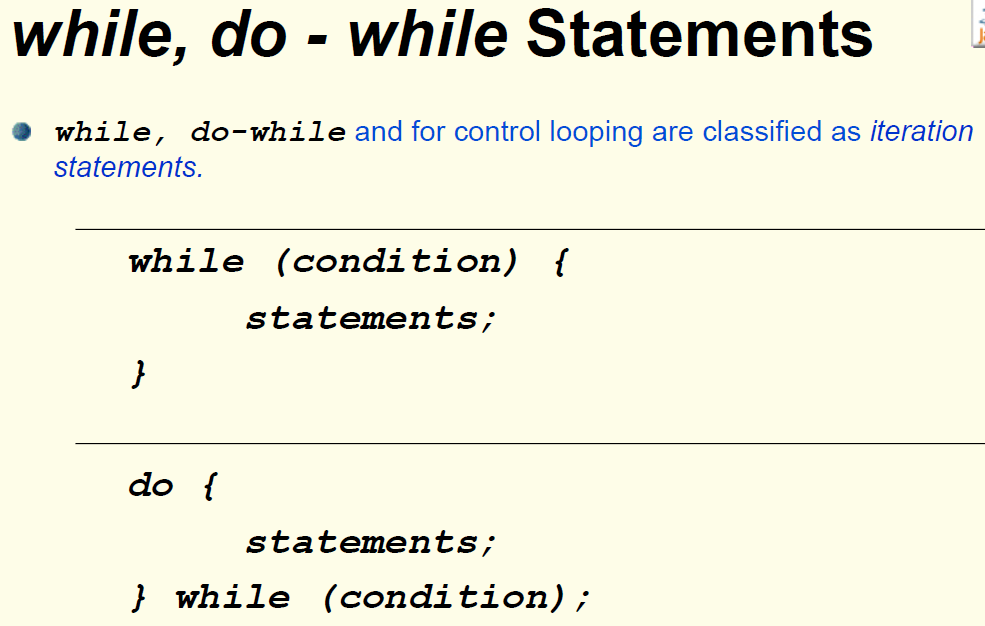 while, do - while Statements
while, do-while and for control looping are classified as iteration
statements.
while (condition) {
statements;
}
do {
statements;
} while (condition);